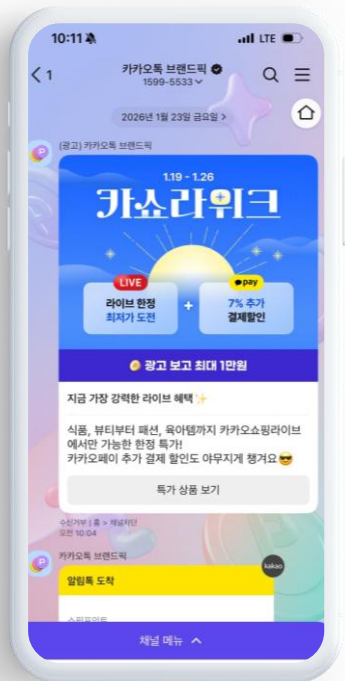 10:11
LTE
1
카카오톡 브랜드픽
1599-5533
2026년 1월 23일 금요일 >
(광고) 카카오톡 브랜드픽
1.19 - 1.26
카쇼라위크
LIVE
라이브 한정
최저가 도전
+
pay
7% 추가
결제할인
광고 보고 최대 1만원
지금 가장 강력한 라이브 혜택✨
식품, 뷰티부터 패션, 육아템까지 카카오쇼핑라이브
에서만 가능한 한정 특가!
카카오페이 추가 결제 할인도 야무지게 챙겨요😎
특가 상품 보기
수신거부 | 홈 > 채널차단
오전 10:04
카카오톡 브랜드픽
kakao
알림톡 도착
쇼핑포인트
채널 메뉴